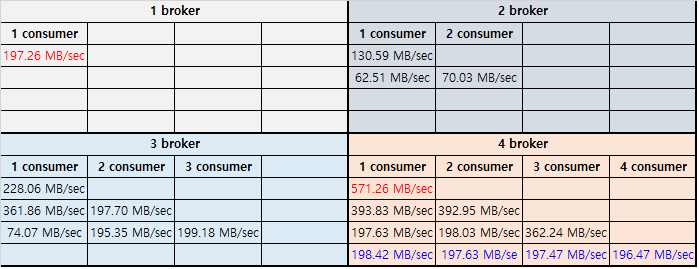 1 broker 2 broker
1 consumer 1 consumer 2 consumer
197.26 MB/sec 130.59 MB/sec
62.51 MB/sec 70.03 MB/sec
3 broker 4 broker
1 consumer 2 consumer 3 consumer 1 consumer 2 consumer 3 consumer 4 consumer
228.06 MB/sec 571.26 MB/sec
361.86 MB/sec 197.70 MB/sec 393.83 MB/sec 392.95 MB/sec
74.07 MB/sec 195.35 MB/sec 199.18 MB/sec 197.63 MB/sec 198.03 MB/sec 362.24 MB/sec
198.42 MB/sec 197.63 MB/se 197.47 MB/sec 196.47 MB/sec